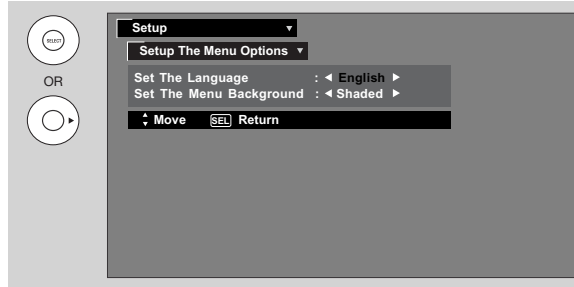 SELECT
OR
Setup ▼
Setup The Menu Options ▼
Set The Language : ◀ English ▶
Set The Menu Background : ◀ Shaded ▶
Move SEL Return